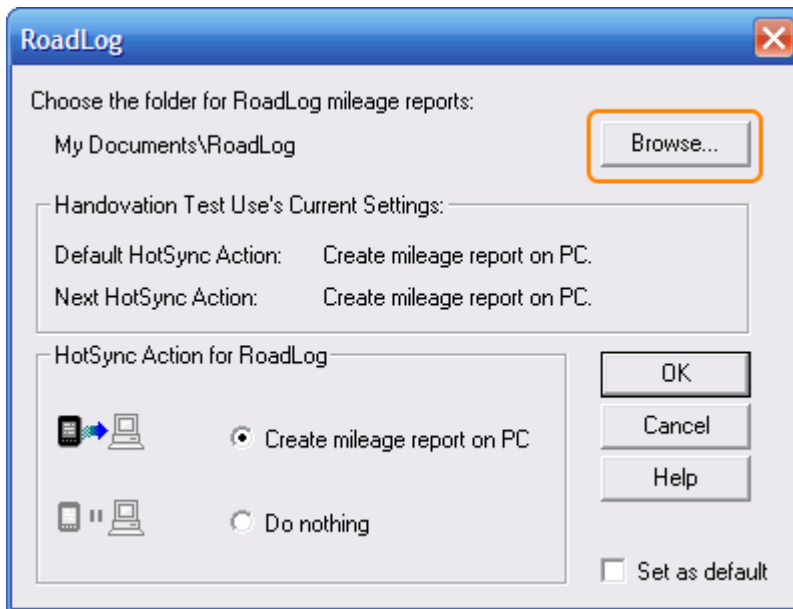 RoadLog
Choose the folder for RoadLog mileage reports:
My Documents\RoadLog
Browse...
Handovation Test Use's Current Settings:
Default HotSync Action: Create mileage report on PC.
Next HotSync Action: Create mileage report on PC.
HotSync Action for RoadLog
Create mileage report on PC
Do nothing
OK
Cancel
Help
Set as default